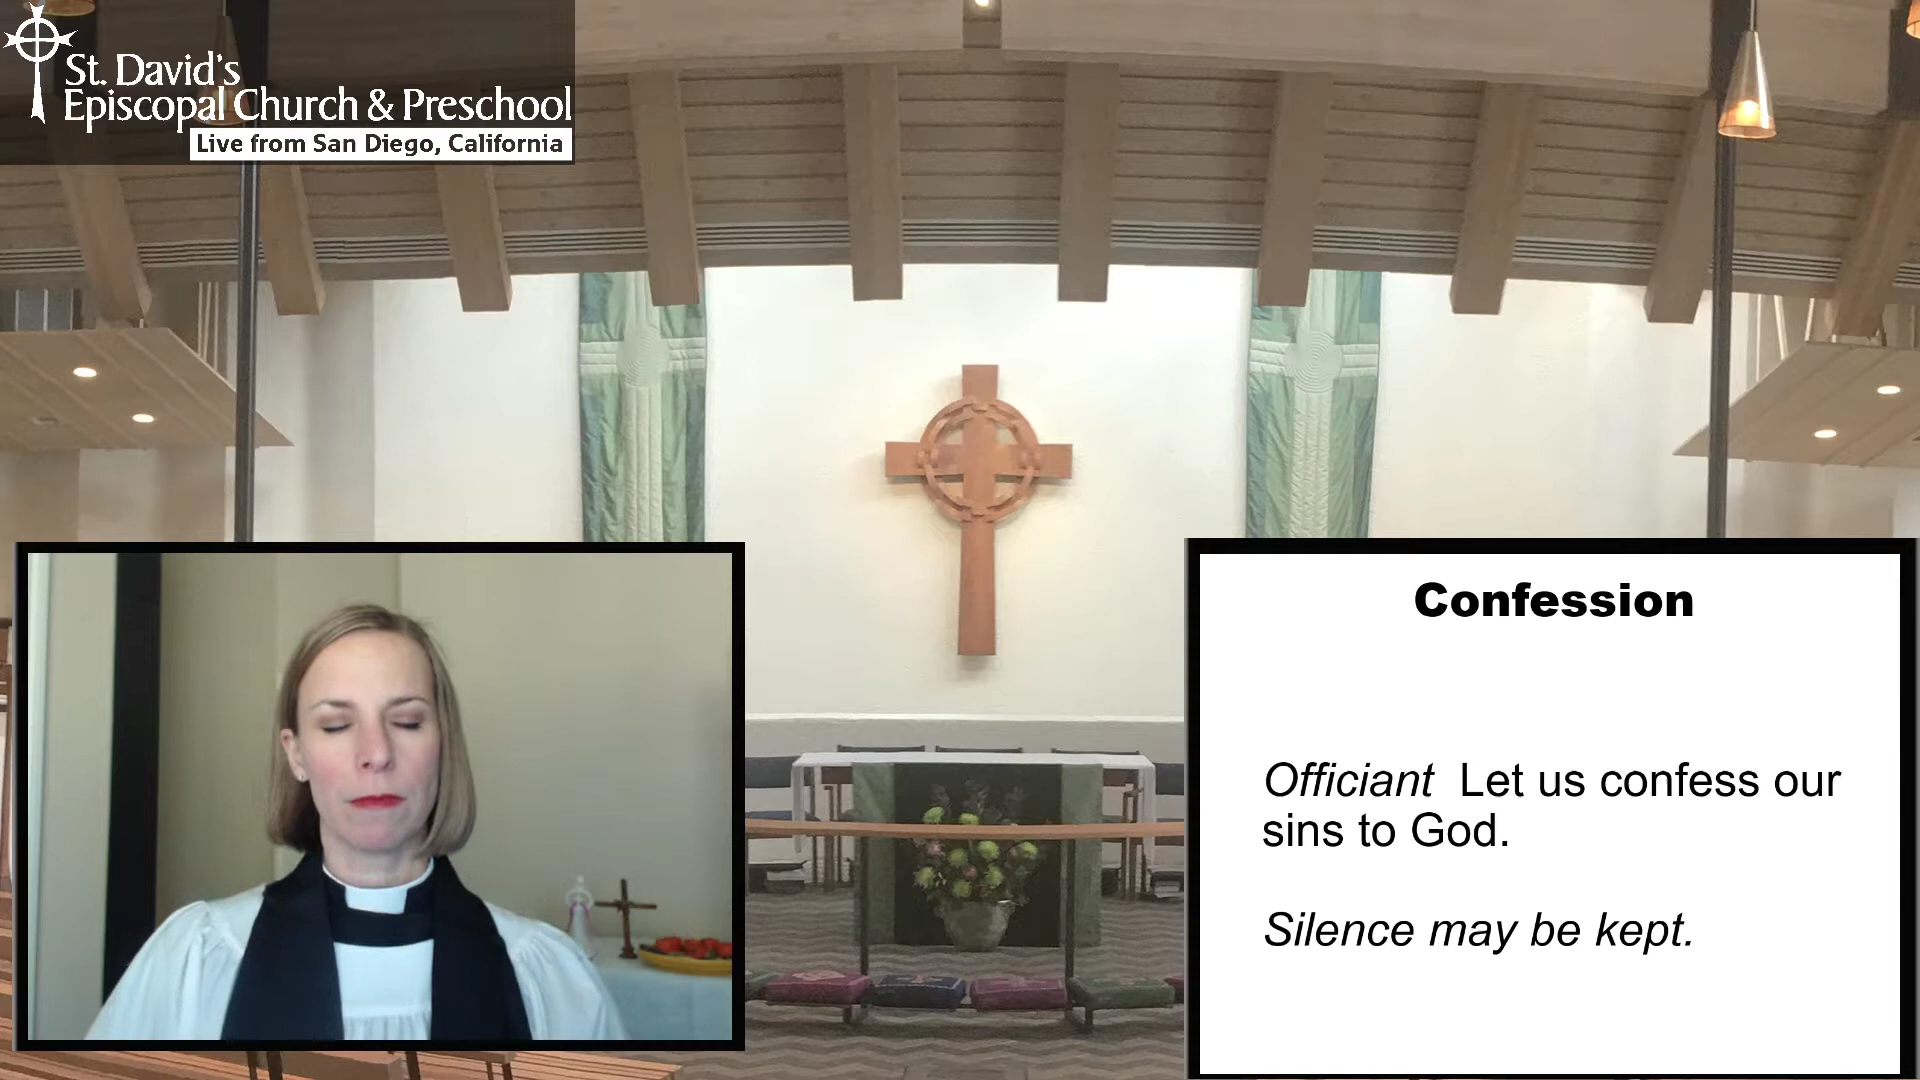 St. David's
Episcopal Church & Preschool
Live from San Diego, California
Confession
Officiant Let us confess our
sins to God.
Silence may be kept.